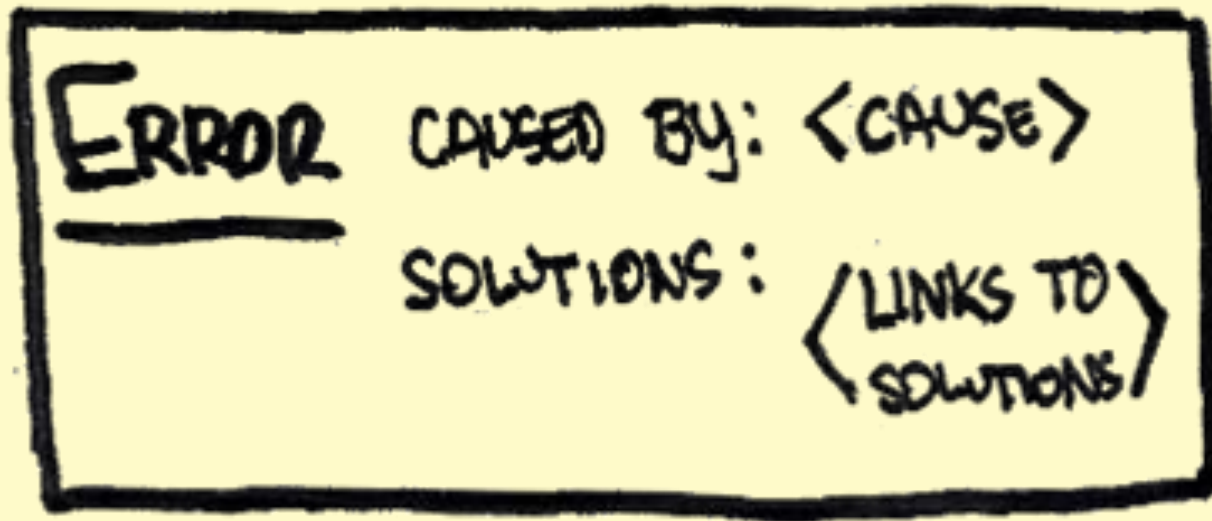 ERROR CAUSED BY: <CAUSE>
SOLUTIONS: <LINKS TO
SOLUTIONS>